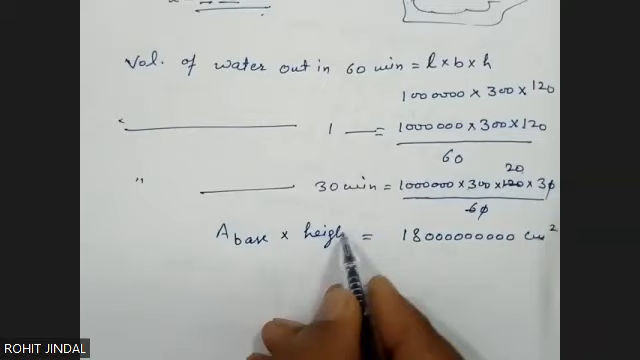 Vol. of water out in 60 min = l × b × h
1000000 × 300 × 120
" 1 = 1000000 × 300 × 120
60
" 30 min = 1000000 × 300 × 120 × 30
20
60
A base × heigh = 18000000000 cm²
ROHIT JINDAL